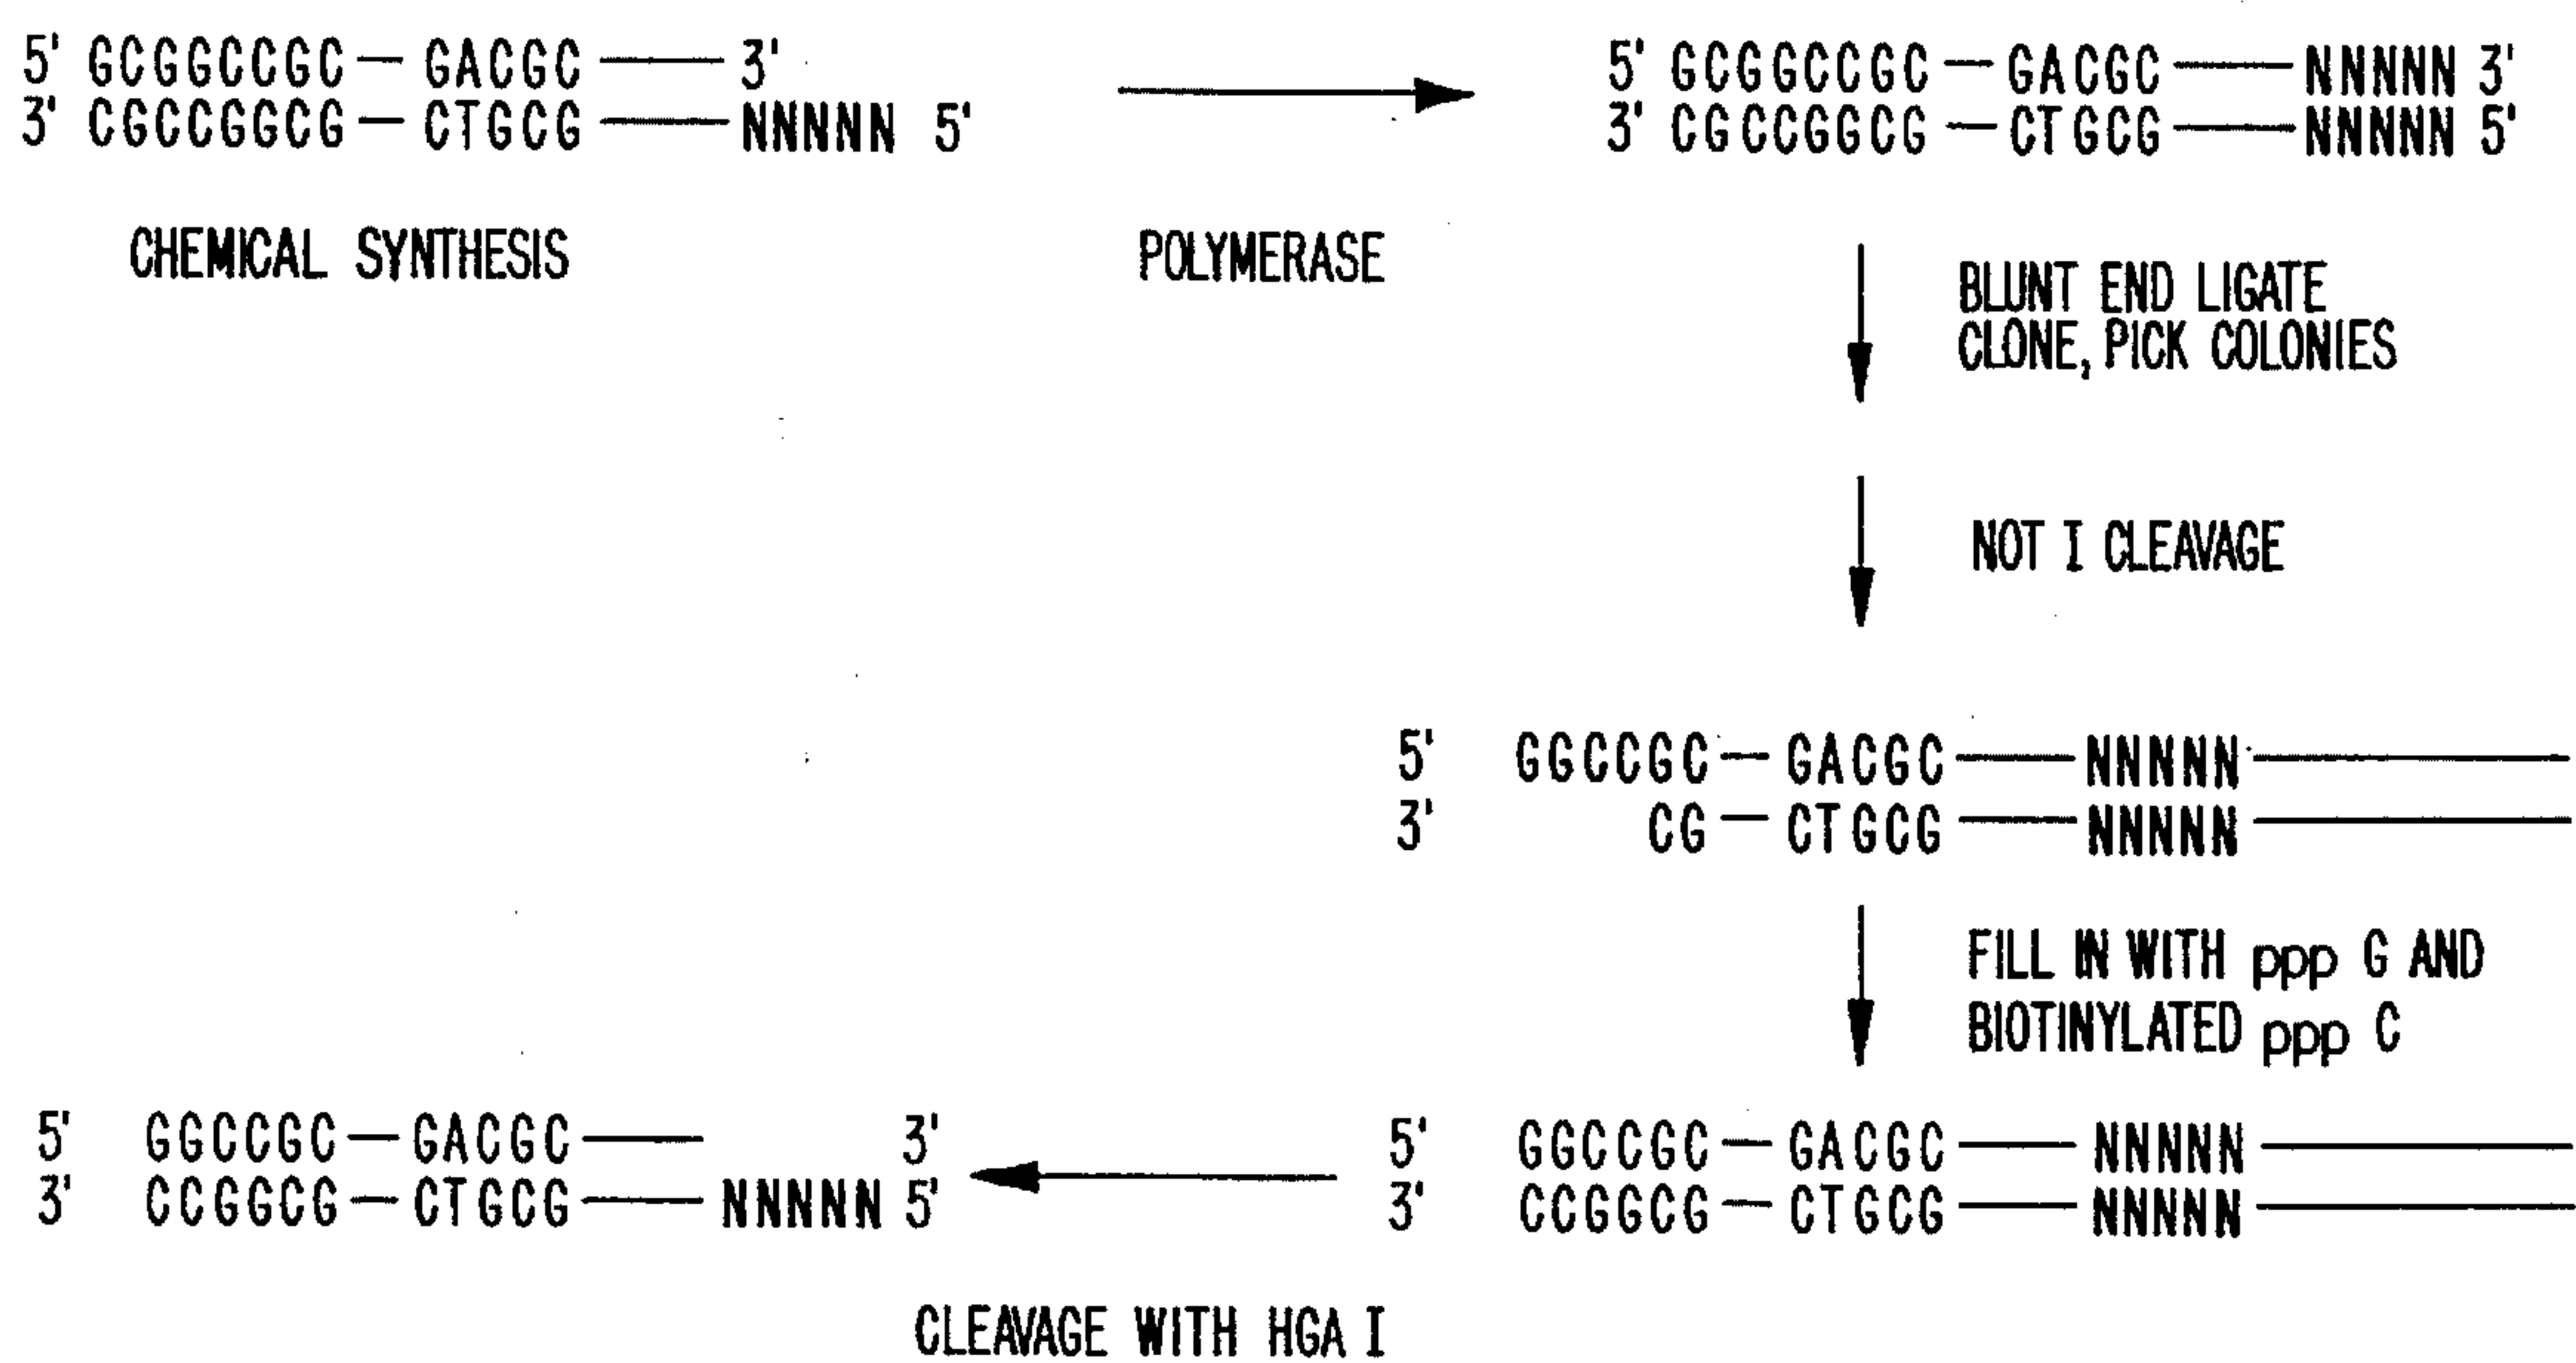 5' GCGGCCGC — GACGC —— 3'
3' CGCCGGCG — CTGCG —— NNNNN 5'
CHEMICAL SYNTHESIS
POLYMERASE
5' GCGGCCGC — GACGC —— NNNNN 3'
3' CGCCGGCG — CTGCG —— NNNNN 5'
BLUNT END LIGATE
CLONE, PICK COLONIES
NOT I CLEAVAGE
5' GGCCGC — GACGC —— NNNNN ——
3' CG — CTGCG —— NNNNN ——
FILL IN WITH ppp G AND
BIOTINYLATED ppp C
5' GGCCGC — GACGC —— NNNNN ——
3' CCGGCG — CTGCG —— NNNNN ——
CLEAVAGE WITH HGA I
5' GGCCGC — GACGC —— 3'
3' CCGGCG — CTGCG —— NNNNN 5'